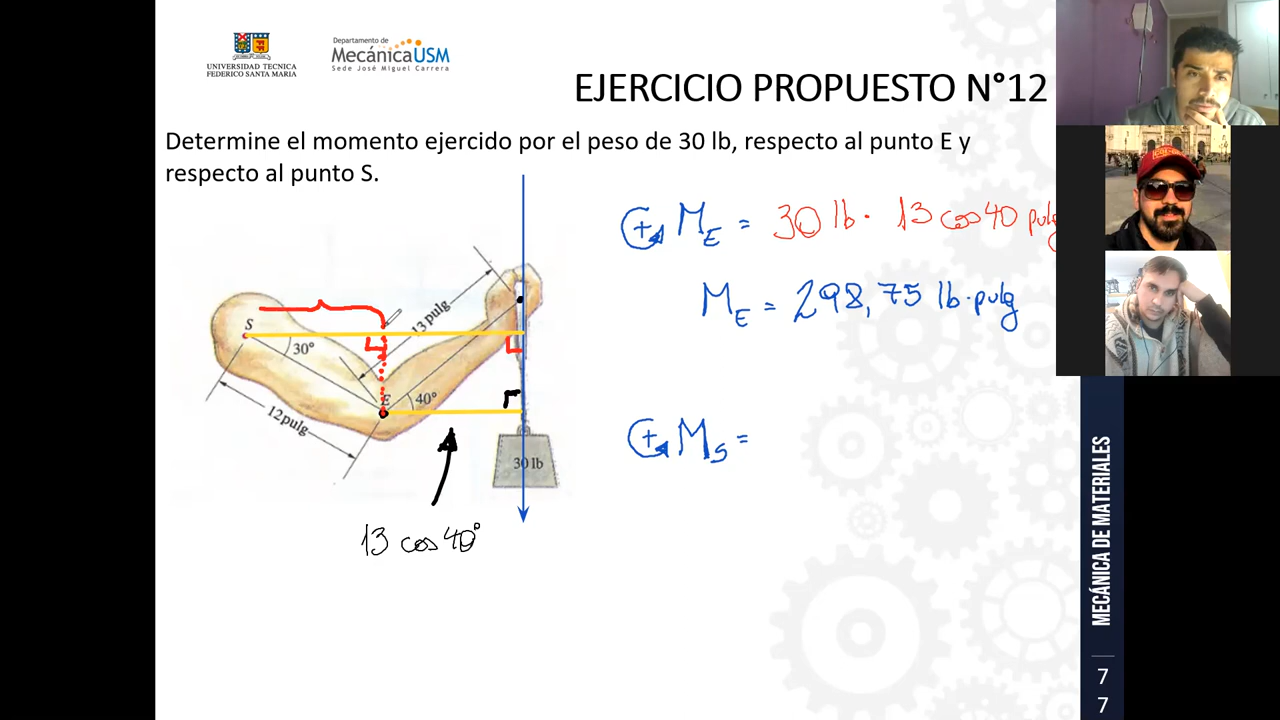 UNIVERSIDAD TECNICA
FEDERICO SANTA MARIA
Departamento de
MecánicaUSM
Sede José Miguel Carrera
EJERCICIO PROPUESTO N°12
Determine el momento ejercido por el peso de 30 lb, respecto al punto E y
respecto al punto S.
+ M_E = 30 lb · 13 cos 40 pulg
M_E = 298,75 lb·pulg
S
30°
13 pulg
E
40°
12 pulg
30 lb
+ M_S =
13 cos 40°
MECÁNICA DE MATERIALES
7
7